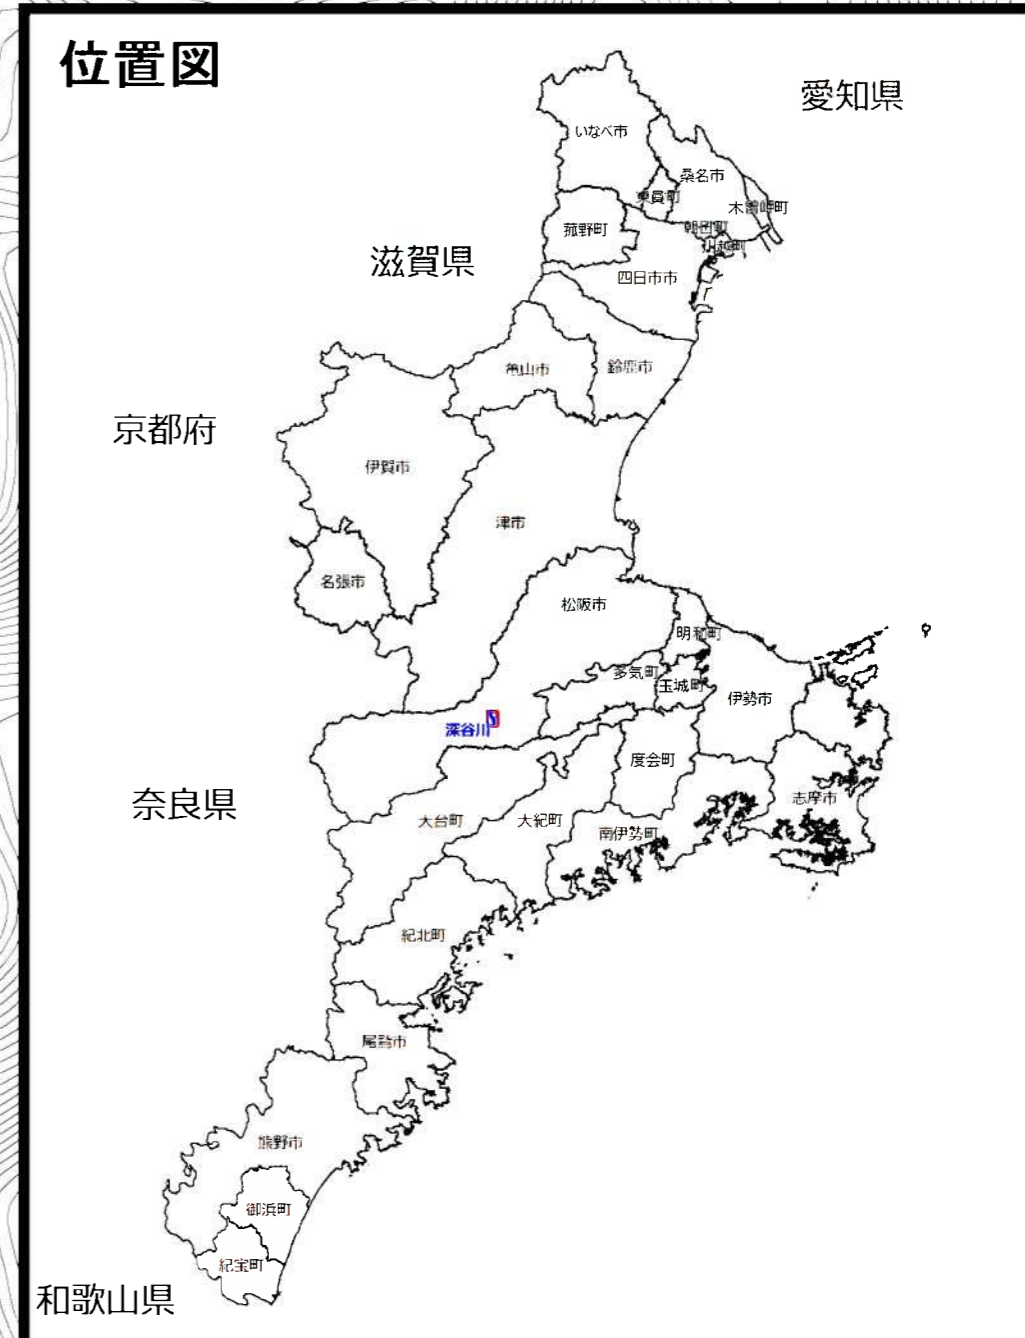 位置図
愛知県
いなべ市
桑名市
東員町
木曽岬町
菰野町
朝日町
川越町
滋賀県
四日市市
亀山市
鈴鹿市
京都府
伊賀市
津市
名張市
松阪市
明和町
多気町
玉城町
伊勢市
深谷川
度会町
奈良県
志摩市
大台町
大紀町
南伊勢町
紀北町
尾鷲市
熊野市
御浜町
紀宝町
和歌山県